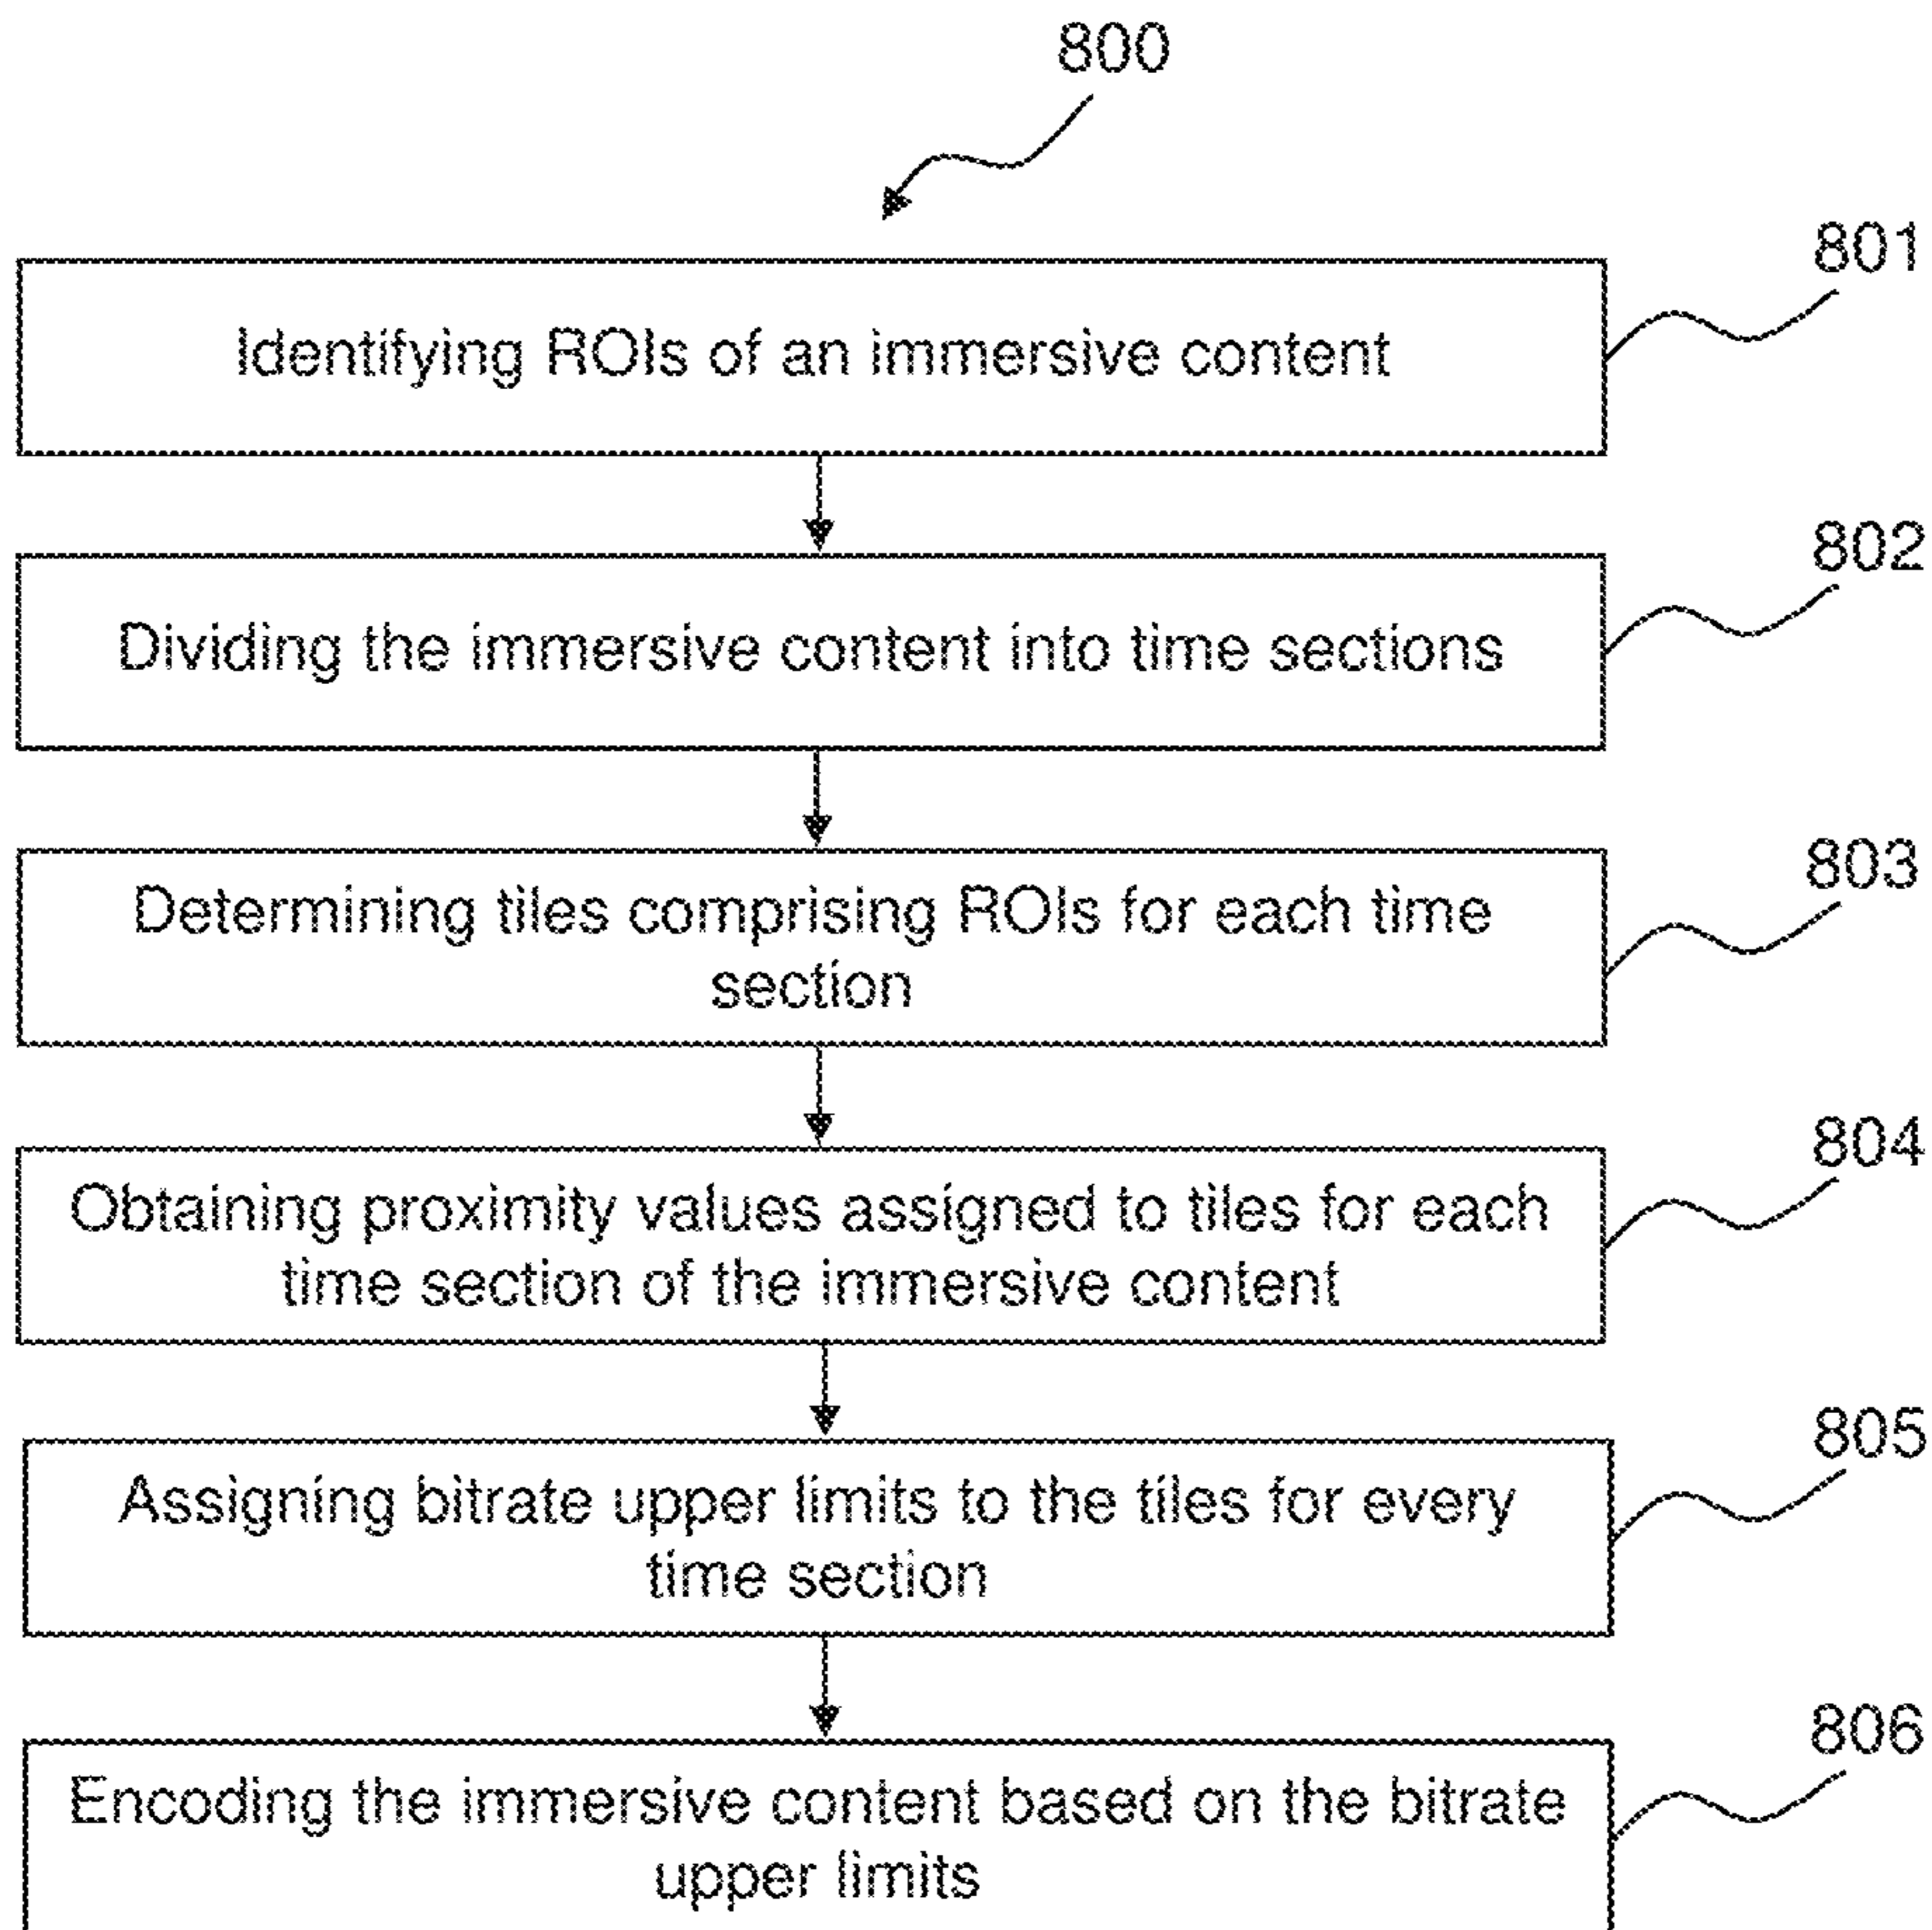 800
801
Identifying ROIs of an immersive content
802
Dividing the immersive content into time sections
803
Determining tiles comprising ROIs for each time
section
804
Obtaining proximity values assigned to tiles for each
time section of the immersive content
805
Assigning bitrate upper limits to the tiles for every
time section
806
Encoding the immersive content based on the bitrate
upper limits